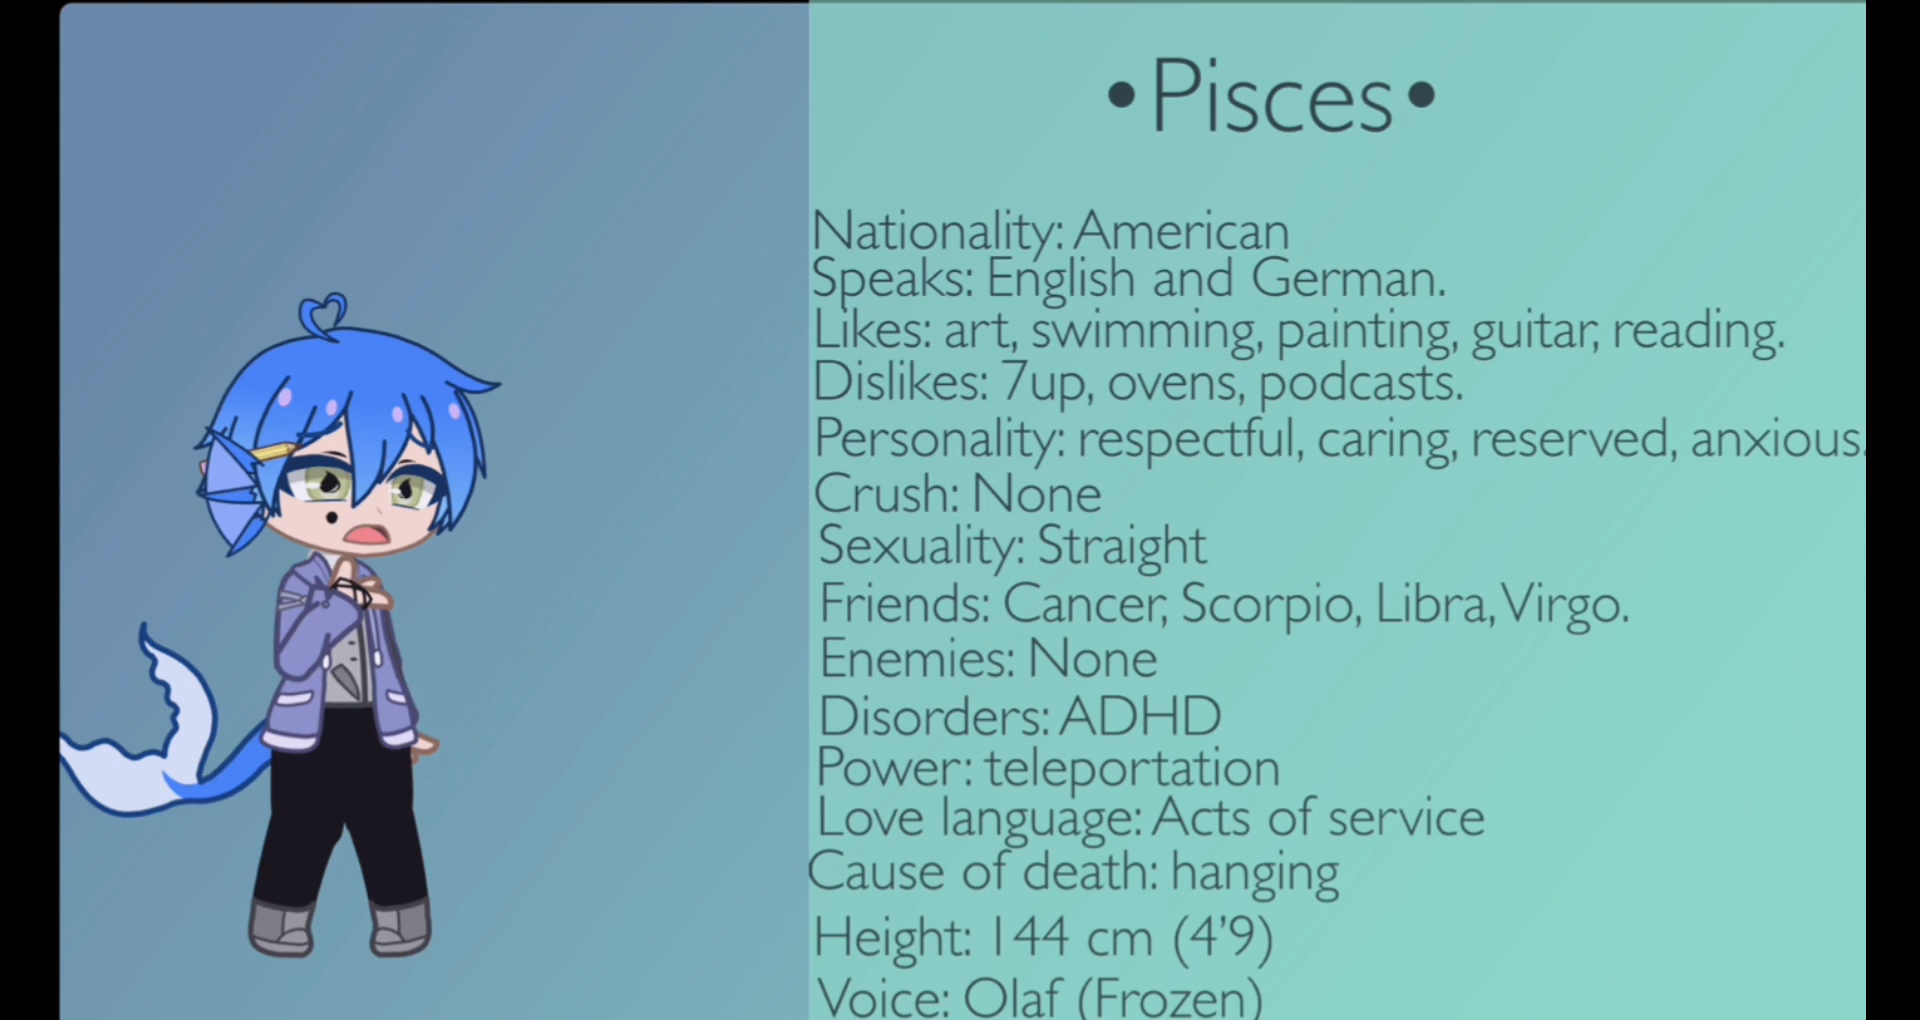 •Pisces•
Nationality: American
Speaks: English and German.
Likes: art, swimming, painting, guitar, reading.
Dislikes: 7up, ovens, podcasts.
Personality: respectful, caring, reserved, anxious.
Crush: None
Sexuality: Straight
Friends: Cancer, Scorpio, Libra, Virgo.
Enemies: None
Disorders: ADHD
Power: teleportation
Love language: Acts of service
Cause of death: hanging
Height: 144 cm (4'9)
Voice: Olaf (Frozen)